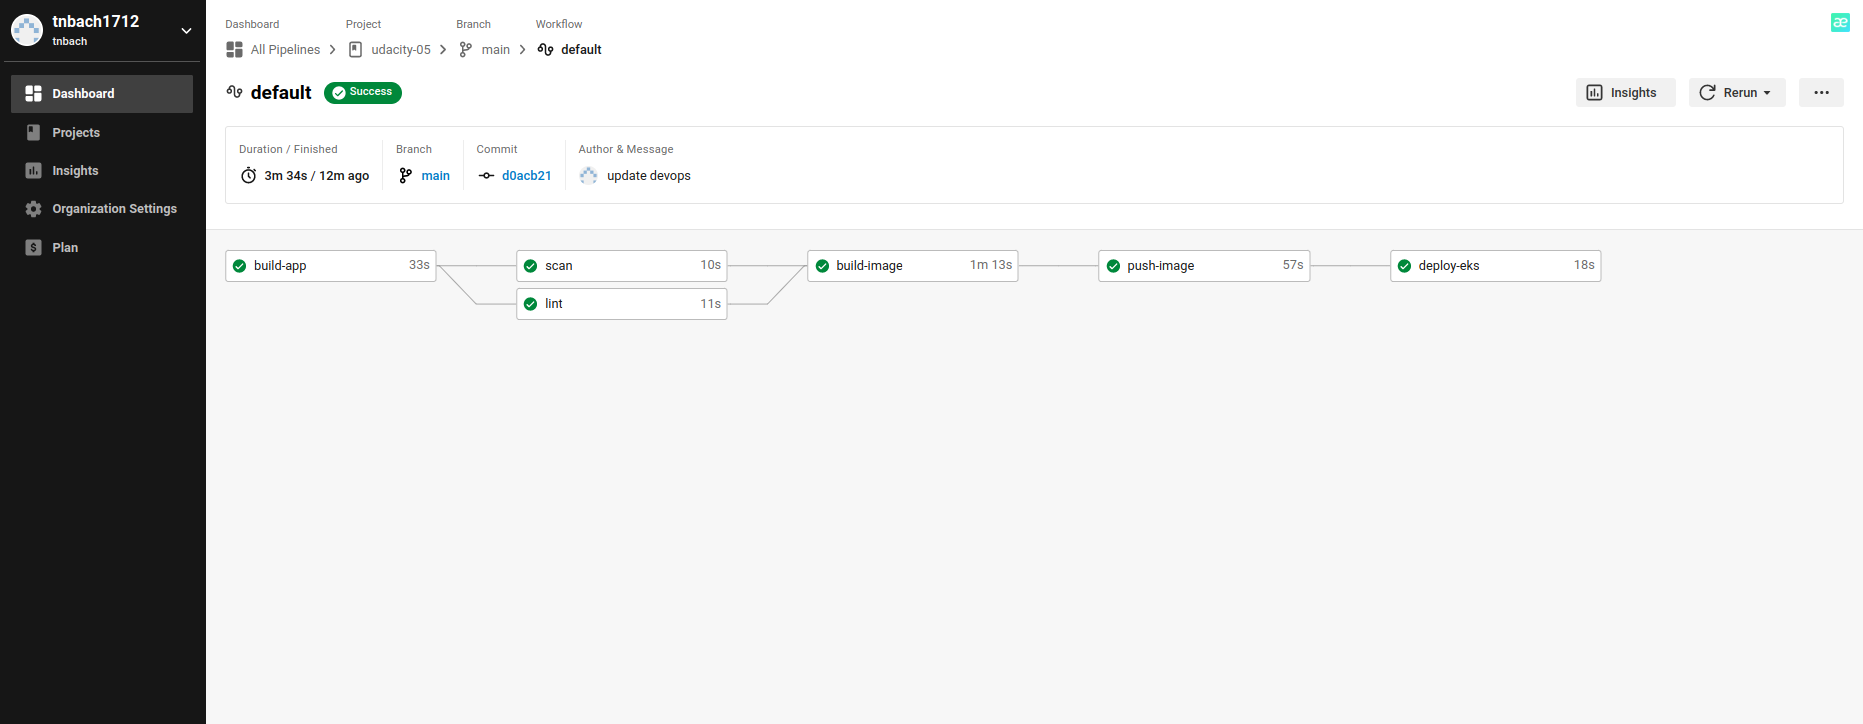 tnbach1712
tnbach
Dashboard
Projects
Insights
Organization Settings
Plan
Dashboard Project Branch Workflow
All Pipelines udacity-05 main default
æ
default Success
Insights Rerun
Duration / Finished Branch Commit Author & Message
3m 34s / 12m ago main d0acb21 update devops
build-app 33s scan 10s build-image 1m 13s push-image 57s deploy-eks 18s
lint 11s